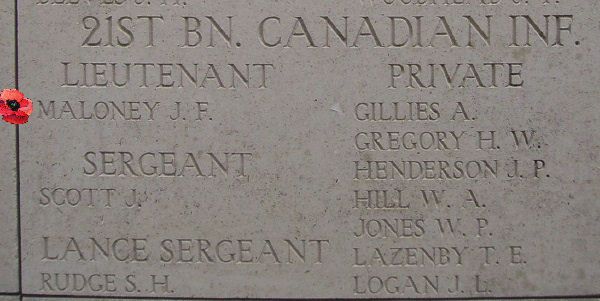 21ST BN. CANADIAN INF.
LIEUTENANT
MALONEY J. F.
SERGEANT
SCOTT J.
LANCE SERGEANT
RUDGE S. H.
PRIVATE
GILLIES A.
GREGORY H. W.
HENDERSON J. P.
HILL W. A.
JONES W. P.
LAZENBY T. E.
LOGAN J. L.